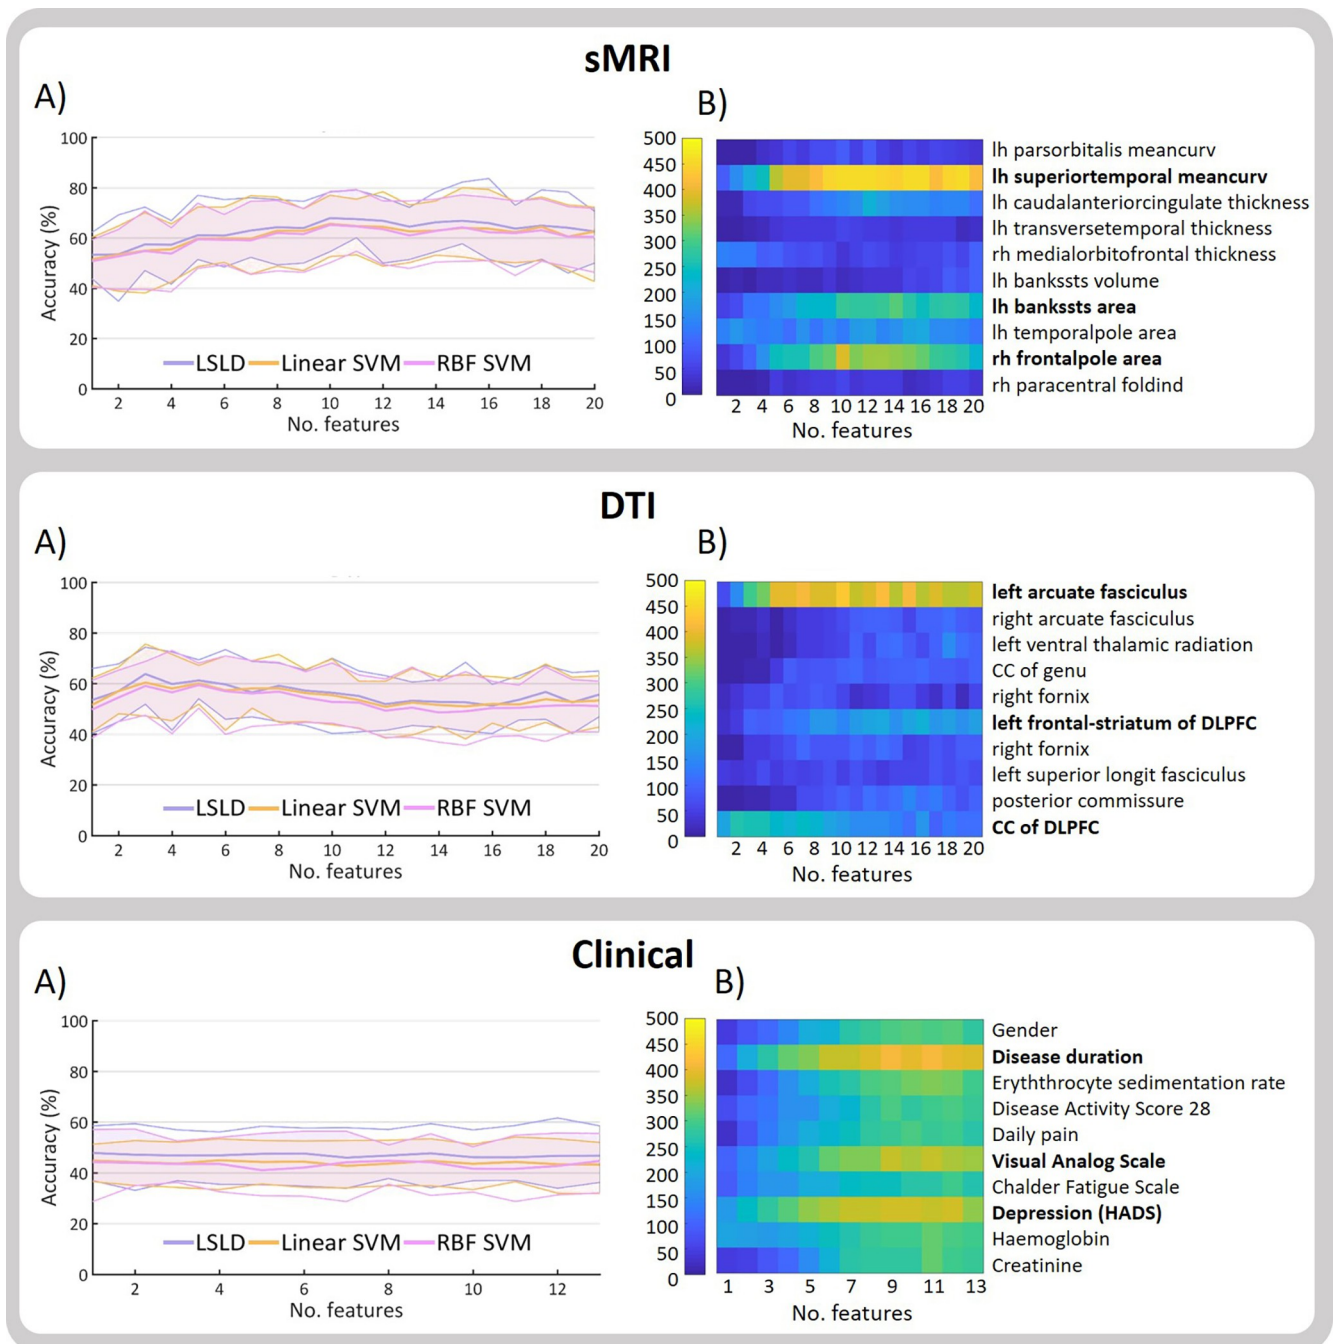 sMRI
A)
B)
100
80
60
40
20
0
Accuracy (%)
LSLD Linear SVM RBF SVM
2 4 6 8 10 12 14 16 18 20
No. features
500
450
400
350
300
250
200
150
100
50
0
lh parsorbitalis meancurv
lh superiortemporal meancurv
lh caudalanteriorcingulate thickness
lh transversetemporal thickness
rh medialorbitofrontal thickness
lh bankssts volume
lh bankssts area
lh temporalpole area
rh frontalpole area
rh paracentral foldind
2 4 6 8 10 12 14 16 18 20
No. features
DTI
A)
B)
100
80
60
40
20
0
Accuracy (%)
LSLD Linear SVM RBF SVM
2 4 6 8 10 12 14 16 18 20
No. features
500
450
400
350
300
250
200
150
100
50
0
left arcuate fasciculus
right arcuate fasciculus
left ventral thalamic radiation
CC of genu
right fornix
left frontal-striatum of DLPFC
right fornix
left superior longit fasciculus
posterior commissure
CC of DLPFC
2 4 6 8 10 12 14 16 18 20
No. features
Clinical
A)
B)
100
80
60
40
20
0
Accuracy (%)
LSLD Linear SVM RBF SVM
2 4 6 8 10 12
No. features
500
450
400
350
300
250
200
150
100
50
0
Gender
Disease duration
Eryththrocyte sedimentation rate
Disease Activity Score 28
Daily pain
Visual Analog Scale
Chalder Fatigue Scale
Depression (HADS)
Haemoglobin
Creatinine
1 3 5 7 9 11 13
No. features